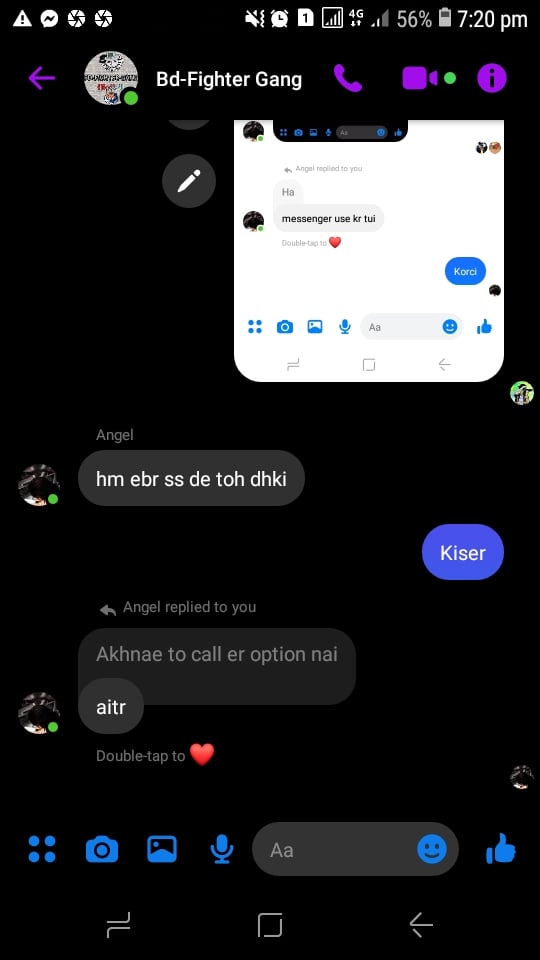 4G
1
56%
7:20 pm
Bd-Fighter Gang
Aa
Angel replied to you
Ha
messenger use kr tui
Double-tap to ❤️
Korci
Aa
Angel
hm ebr ss de toh dhki
Kiser
Angel replied to you
Akhnae to call er option nai
aitr
Double-tap to ❤️
Aa